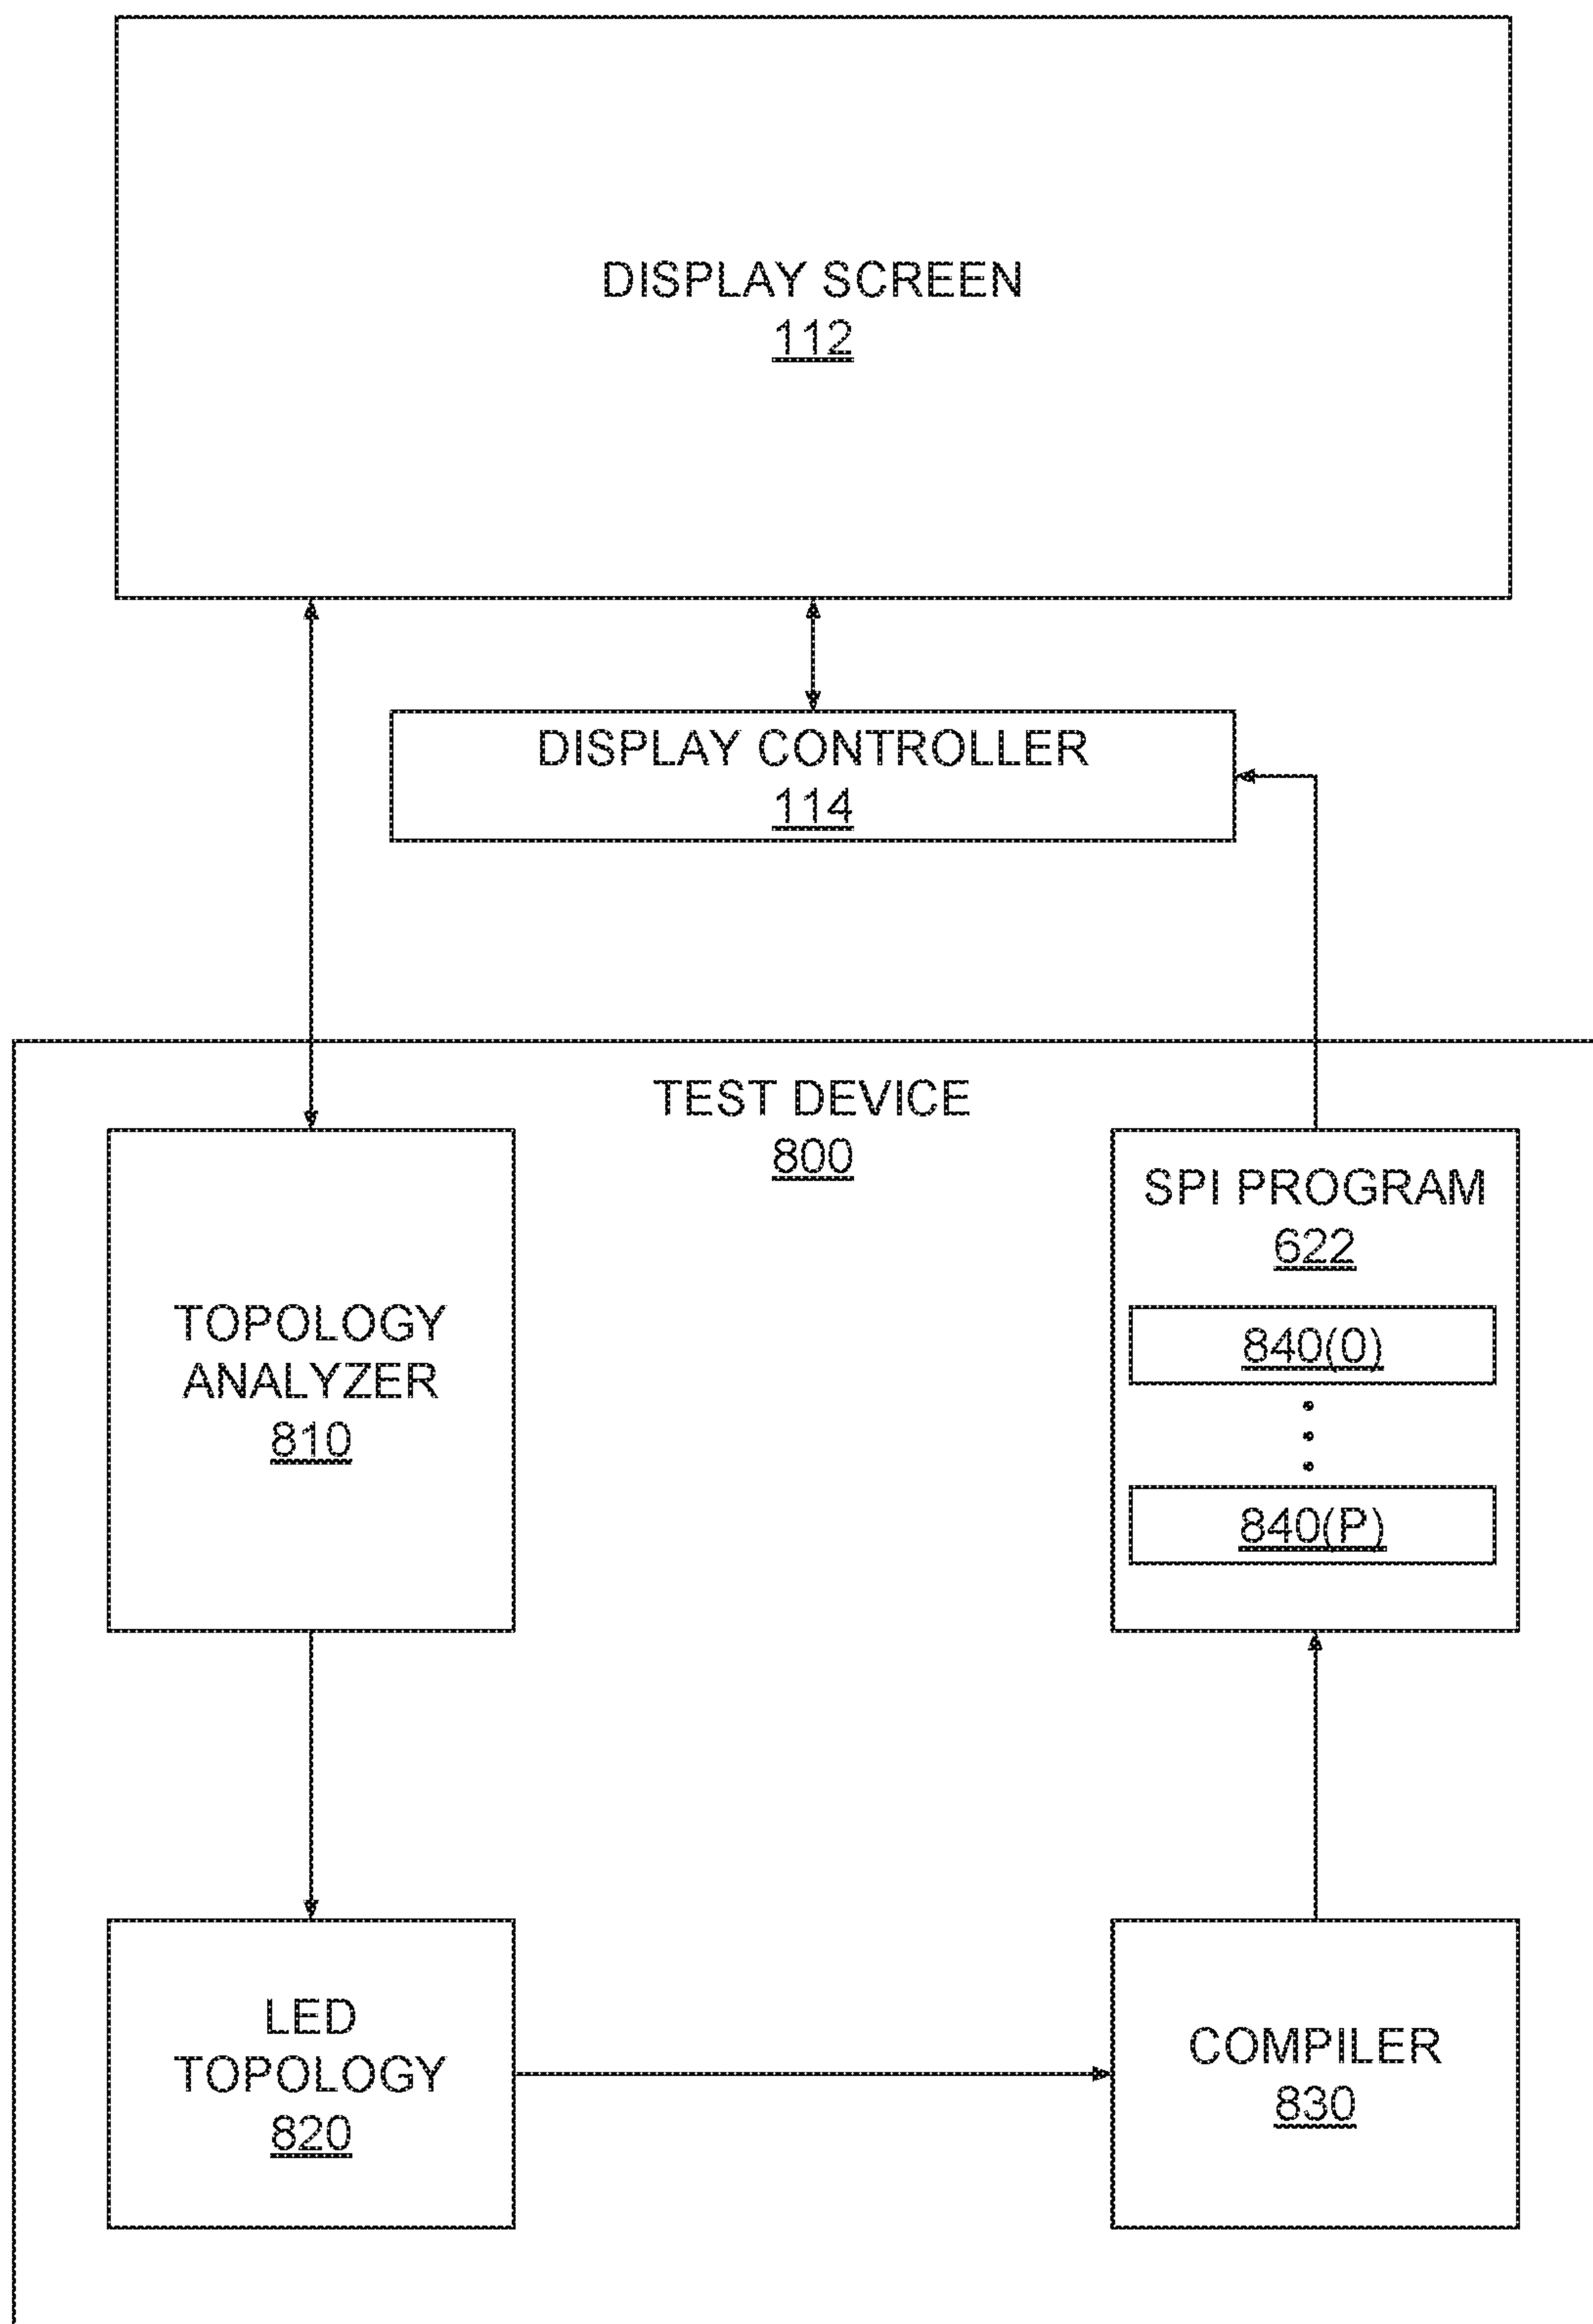 DISPLAY SCREEN
112
DISPLAY CONTROLLER
114
TEST DEVICE
800
TOPOLOGY
ANALYZER
810
SPI PROGRAM
622
840(0)
840(P)
LED
TOPOLOGY
820
COMPILER
830